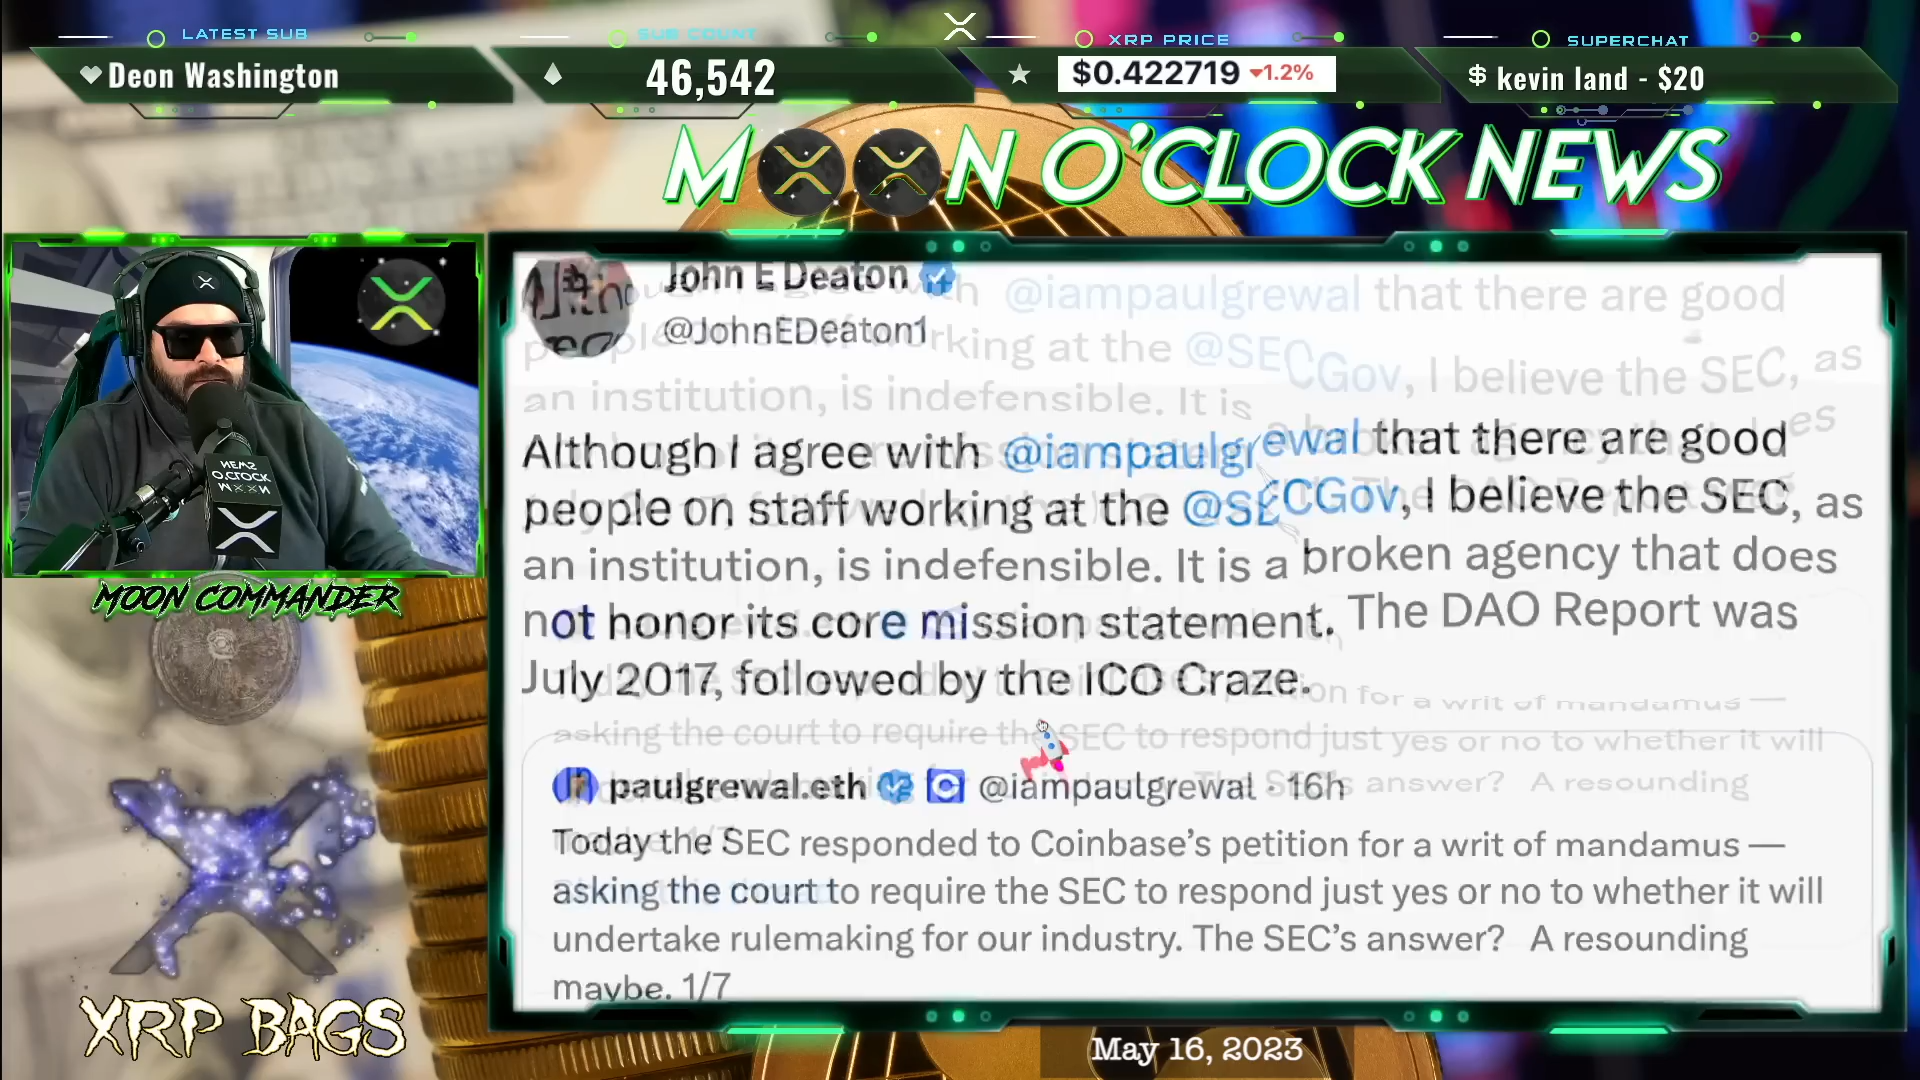 LATEST SUB
Deon Washington
SUB COUNT
46,542
XRP PRICE
$0.422719 ▾1.2%
SUPERCHAT
$ kevin land - $20
MOON O'CLOCK NEWS
John E Deaton
@JohnEDeaton1
Although I agree with @iampaulgrewal that there are good
people on staff working at the @SECGov, I believe the SEC, as
an institution, is indefensible. It is a broken agency that does
not honor its core mission statement. The DAO Report was
July 2017, followed by the ICO Craze.
paulgrewal.eth @iampaulgrewal · 16h
Today the SEC responded to Coinbase's petition for a writ of mandamus —
asking the court to require the SEC to respond just yes or no to whether it will
undertake rulemaking for our industry. The SEC's answer? A resounding
maybe. 1/7
NEWS
O.CLOCK
MOON
MOON COMMANDER
XRP BAGS
May 16, 2023